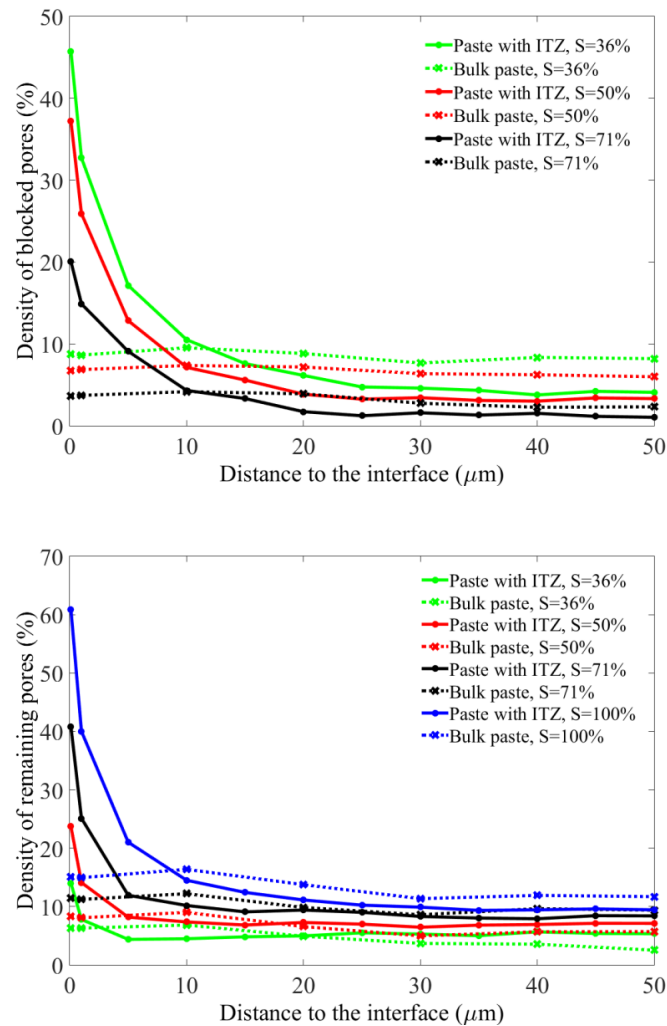 50
40
30
20
10
0
Density of blocked pores (%)
Paste with ITZ, S=36%
Bulk paste, S=36%
Paste with ITZ, S=50%
Bulk paste, S=50%
Paste with ITZ, S=71%
Bulk paste, S=71%
0 10 20 30 40 50
Distance to the interface (μm)
70
60
50
40
30
20
10
0
Density of remaining pores (%)
Paste with ITZ, S=36%
Bulk paste, S=36%
Paste with ITZ, S=50%
Bulk paste, S=50%
Paste with ITZ, S=71%
Bulk paste, S=71%
Paste with ITZ, S=100%
Bulk paste, S=100%
0 10 20 30 40 50
Distance to the interface (μm)